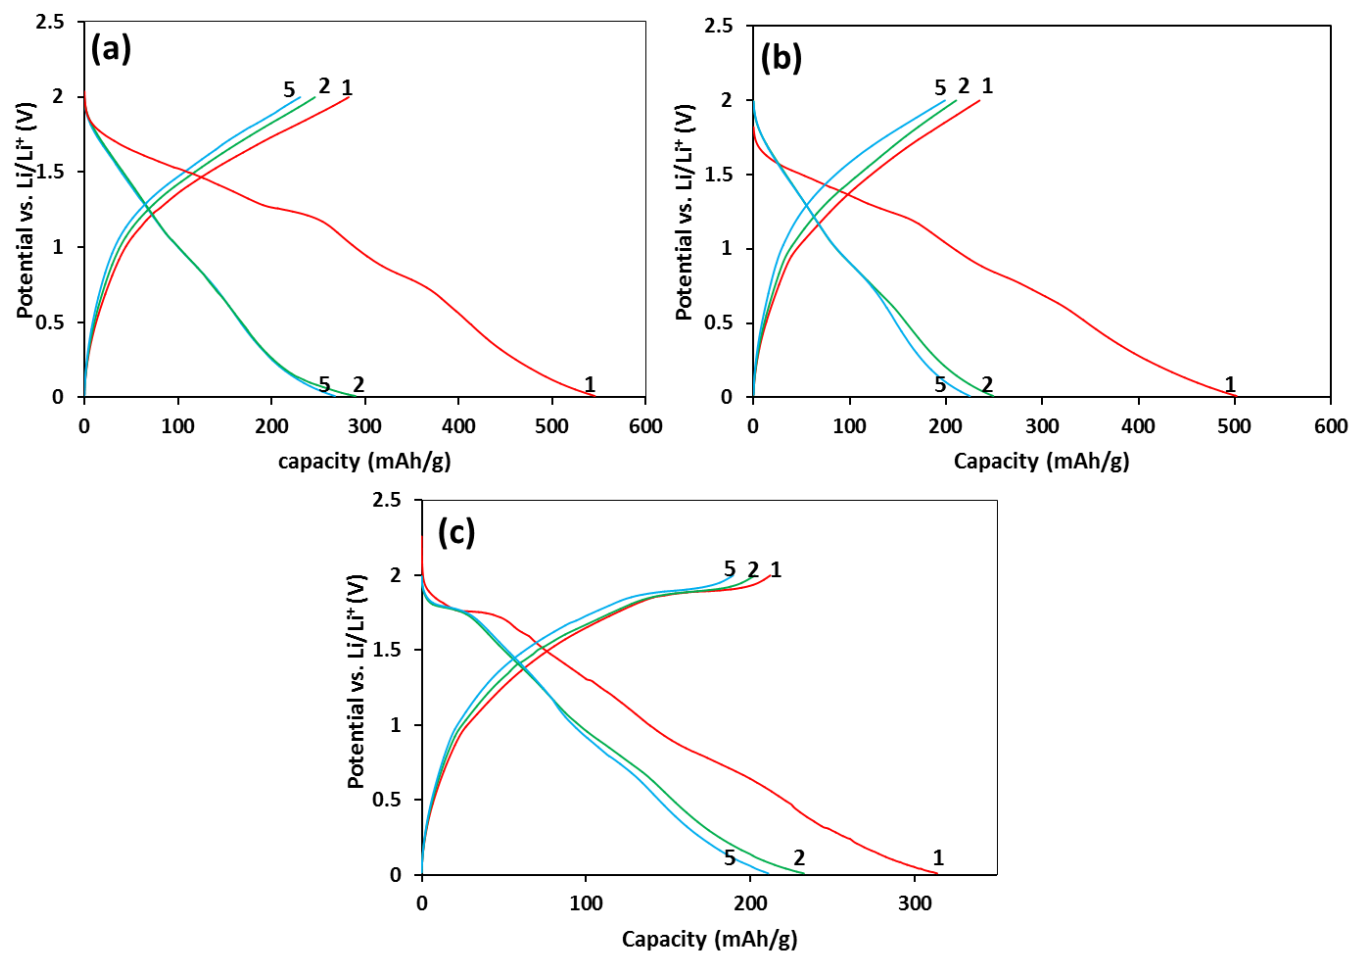 (a)
2.5
2
1.5
1
0.5
0
Potential vs. Li/Li⁺ (V)
5 2 1
5 2 1
0 100 200 300 400 500 600
capacity (mAh/g)
(b)
2.5
2
1.5
1
0.5
0
Potential vs. Li/Li⁺ (V)
5 2 1
5 2 1
0 100 200 300 400 500 600
Capacity (mAh/g)
(c)
2.5
2
1.5
1
0.5
0
Potential vs. Li/Li⁺ (V)
5 2 1
5 2 1
0 100 200 300
Capacity (mAh/g)